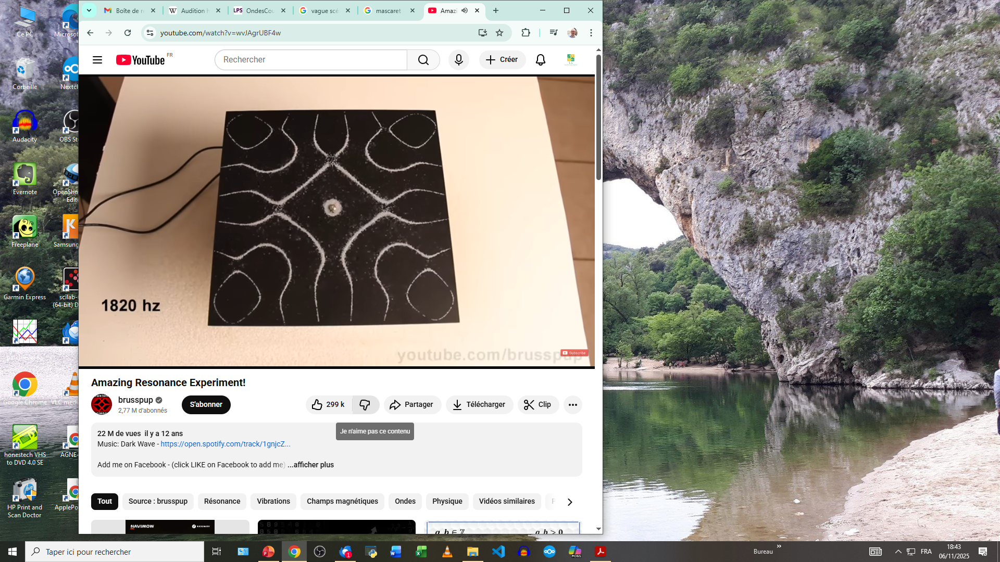 Ce PC
Microsof
Corbeille
Nextcl
Audacity
OBS St
Evernote
OpenSho
Edit
Freeplane
Samsung
Garmin Express
scilab-
(64-bit) D
Google Chrome
VLC medi
honestech VHS
to DVD 4.0 SE
AGNE-
HP Print and
Scan Doctor
ApplePo
Boîte de r
Audition h
LPS
OndesCou
vague scé
mascaret
Amazi
youtube.com/watch?v=wvJAgrUBF4w
YouTube FR
Rechercher
Créer
1820 hz
youtube.com/brusspup
Subscribe
Amazing Resonance Experiment!
brusspup
2,77 M d'abonnés
S'abonner
299 k
Partager
Télécharger
Clip
Je n'aime pas ce contenu
22 M de vues il y a 12 ans
Music: Dark Wave - https://open.spotify.com/track/1gnjcZ...
Add me on Facebook - (click LIKE on Facebook to add me) ...afficher plus
Tout
Source : brusspup
Résonance
Vibrations
Champs magnétiques
Ondes
Physique
Vidéos similaires
NAVIMOW
SEGWAY
a, b ∈ ℤ
a, b > 0
Taper ici pour rechercher
M365
Bureau
FRA
18:43
06/11/2025